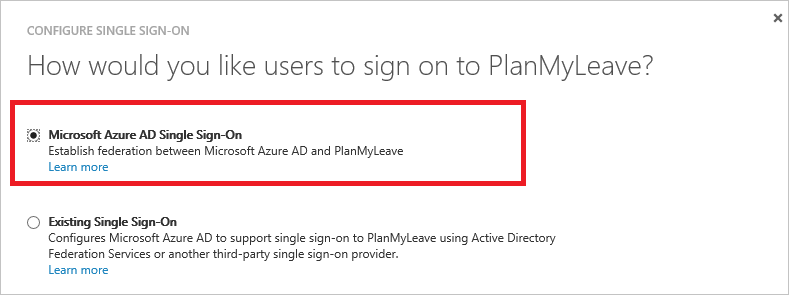 CONFIGURE SINGLE SIGN-ON
How would you like users to sign on to PlanMyLeave?
Microsoft Azure AD Single Sign-On
Establish federation between Microsoft Azure AD and PlanMyLeave
Learn more
Existing Single Sign-On
Configures Microsoft Azure AD to support single sign-on to PlanMyLeave using Active Directory
Federation Services or another third-party single sign-on provider.
Learn more